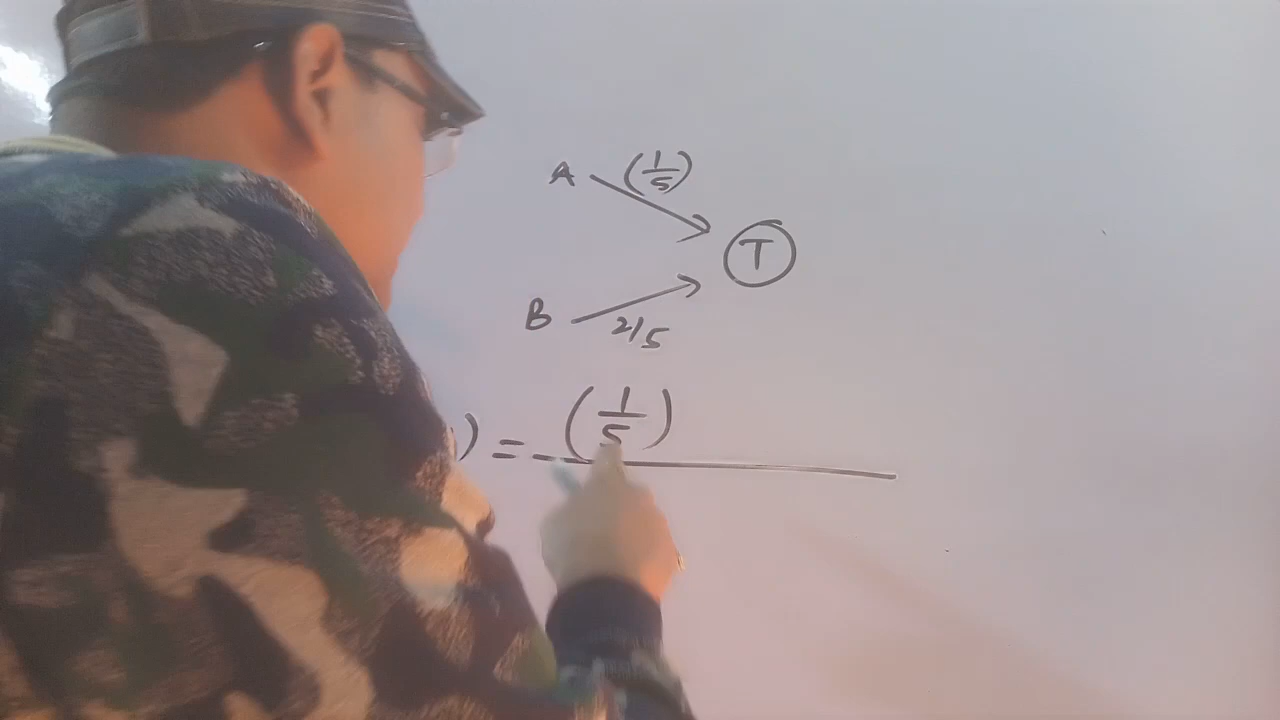 A (1/5)
T
B 2/5
) = (1/5)